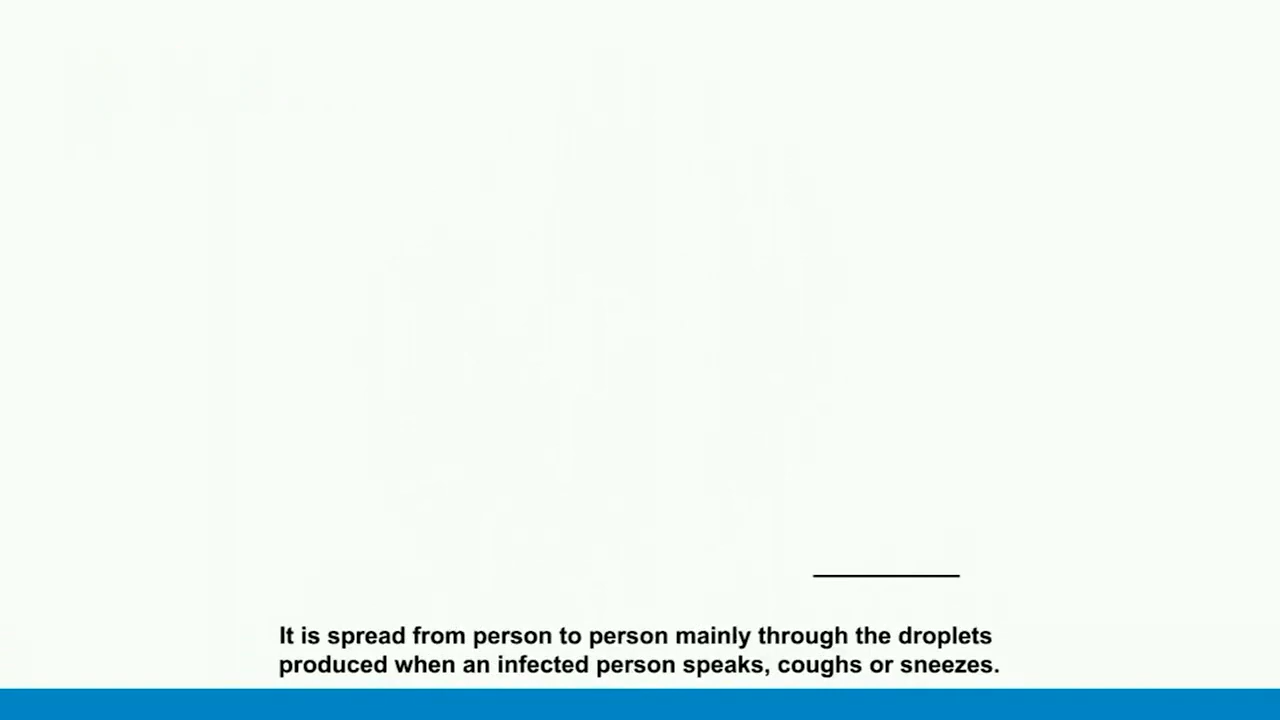 It is spread from person to person mainly through the droplets
produced when an infected person speaks, coughs or sneezes.